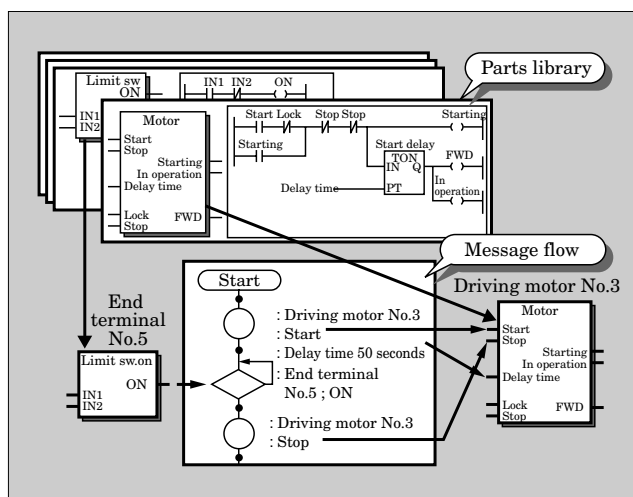 Parts library
Limit sw
ON
IN1
IN2
IN1 IN2 ON
Motor
Start
Stop
Starting
In operation
Delay time
Lock
Stop
FWD
Start Lock Stop Stop Starting
Starting
Start delay
TON
IN Q
PT
Delay time
FWD
In
operation
Message flow
Start
: Driving motor No.3
: Start
: Delay time 50 seconds
: End terminal
No.5 ; ON
: Driving motor No.3
: Stop
End
terminal
No.5
Limit sw.on
ON
IN1
IN2
Driving motor No.3
Motor
Start
Stop
Starting
In operation
Delay time
Lock
Stop
FWD